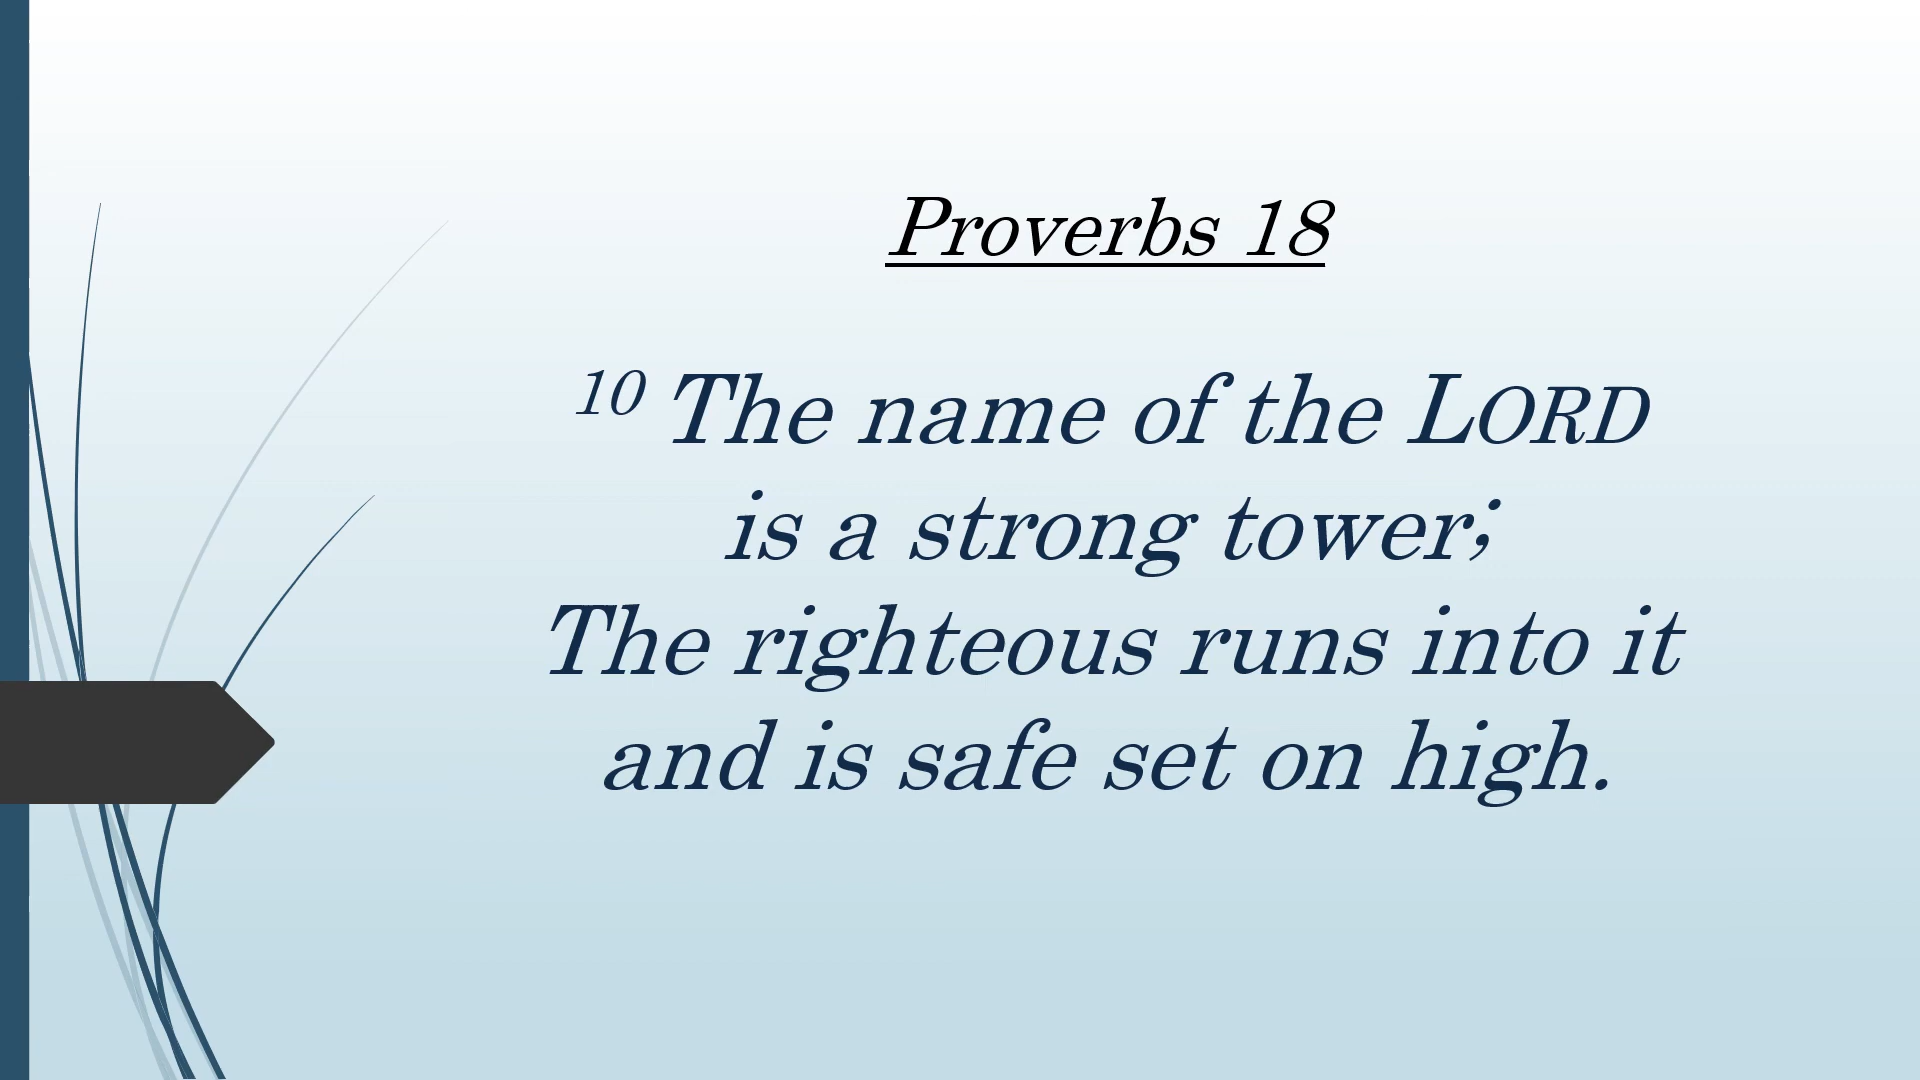 Proverbs 18
10 The name of the LORD
is a strong tower;
The righteous runs into it
and is safe set on high.